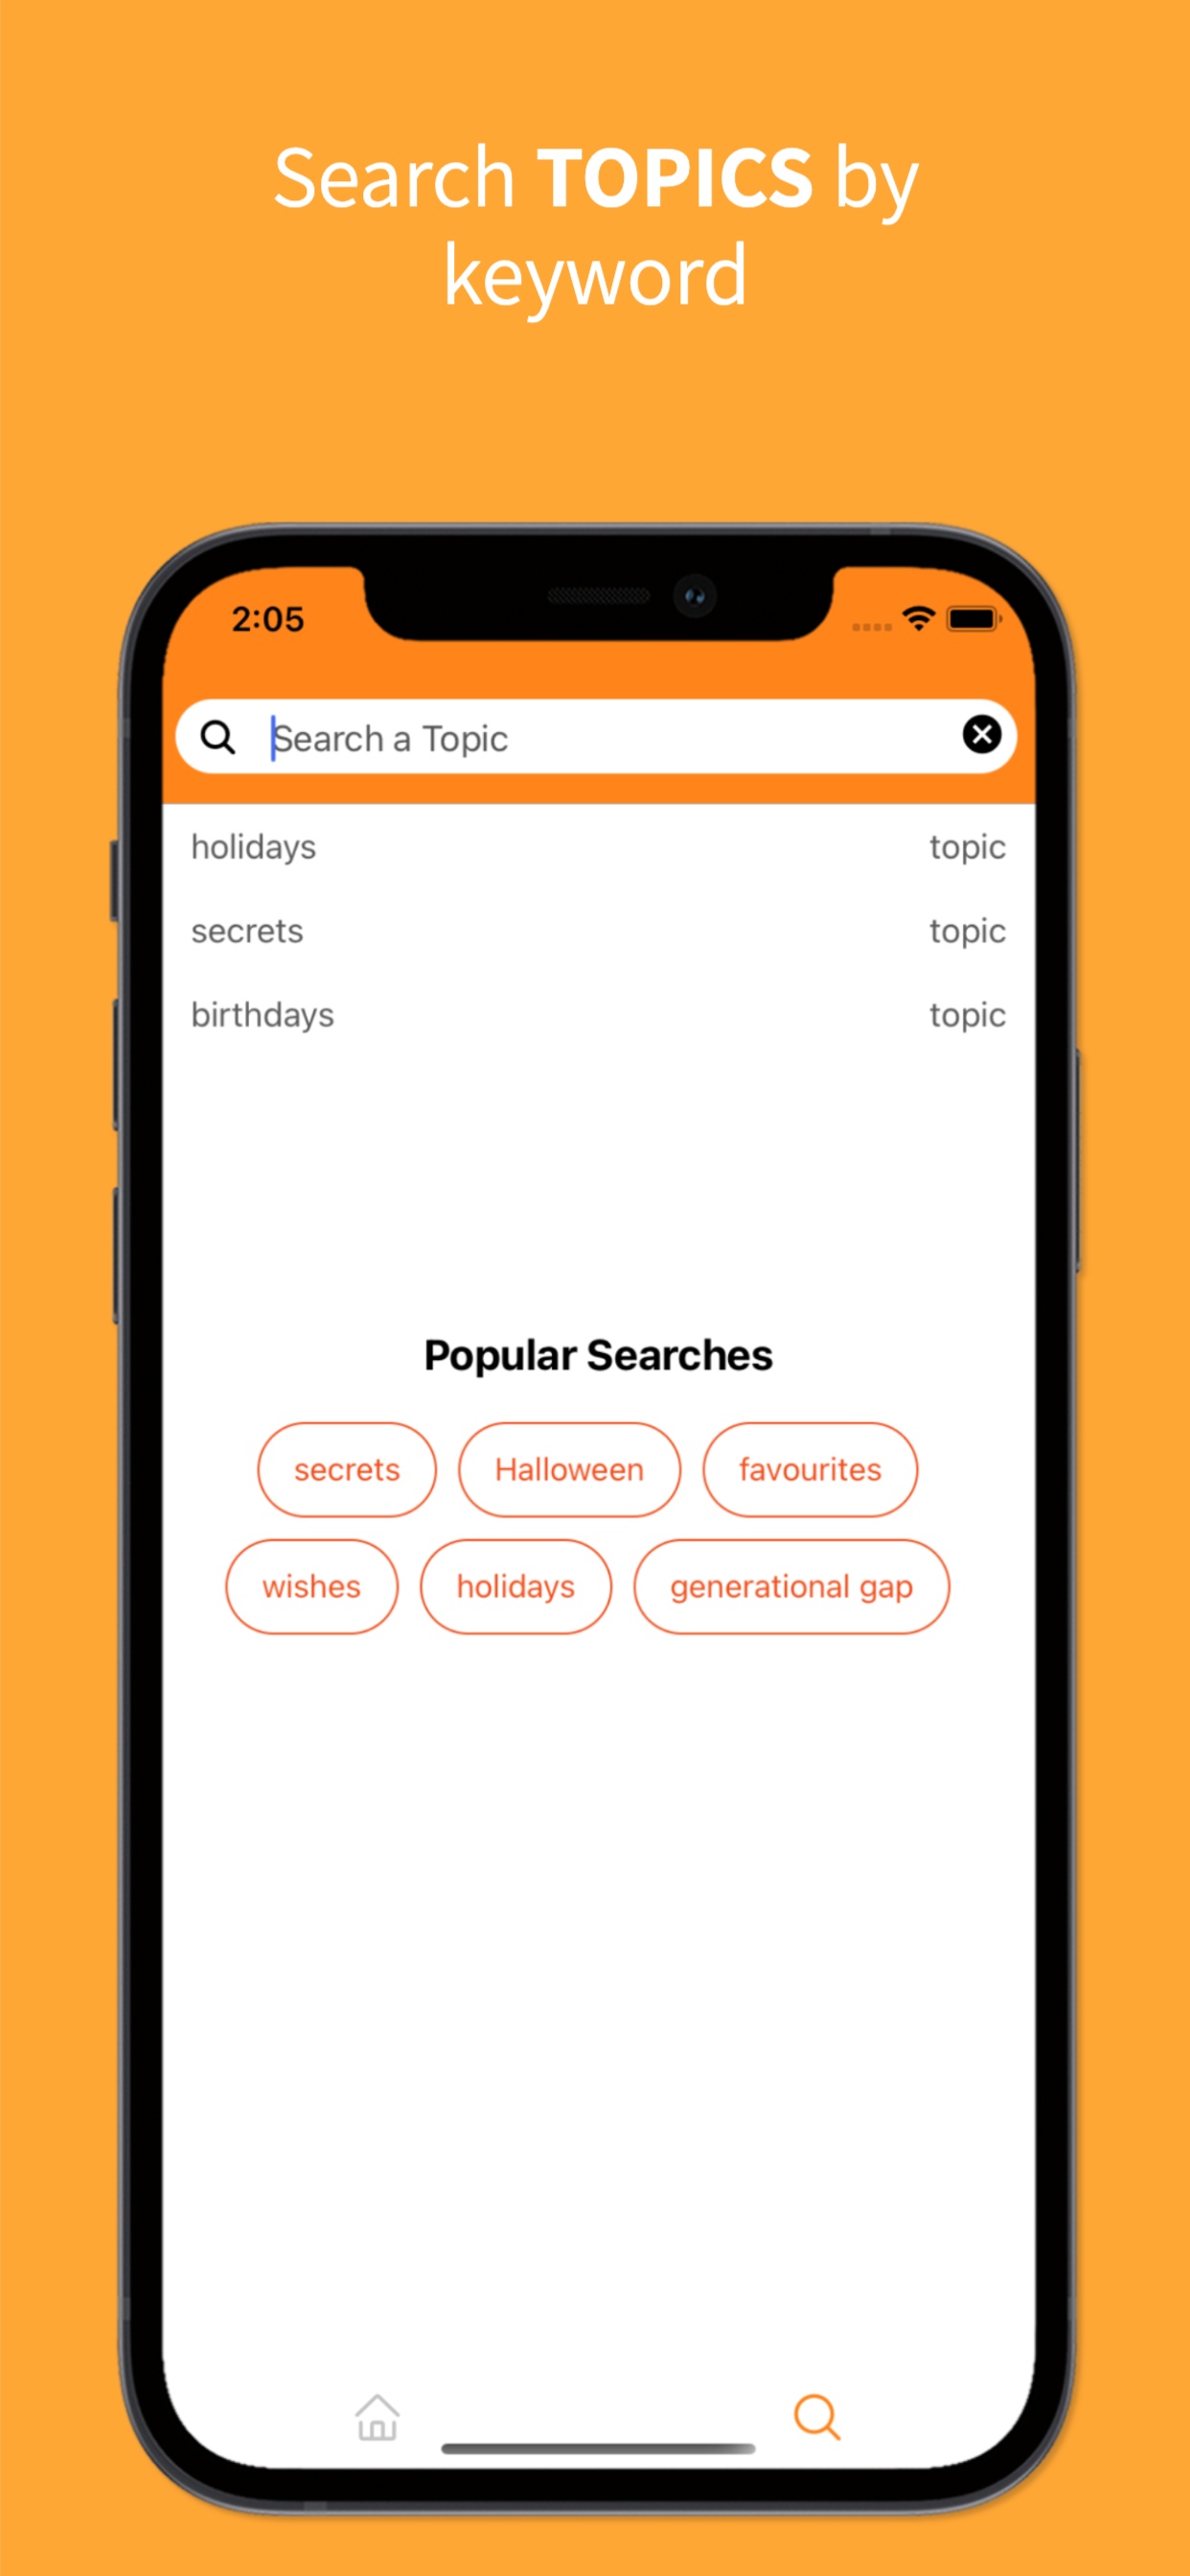 Search TOPICS by
keyword
2:05
Search a Topic
holidays topic
secrets topic
birthdays topic
Popular Searches
secrets Halloween favourites
wishes holidays generational gap